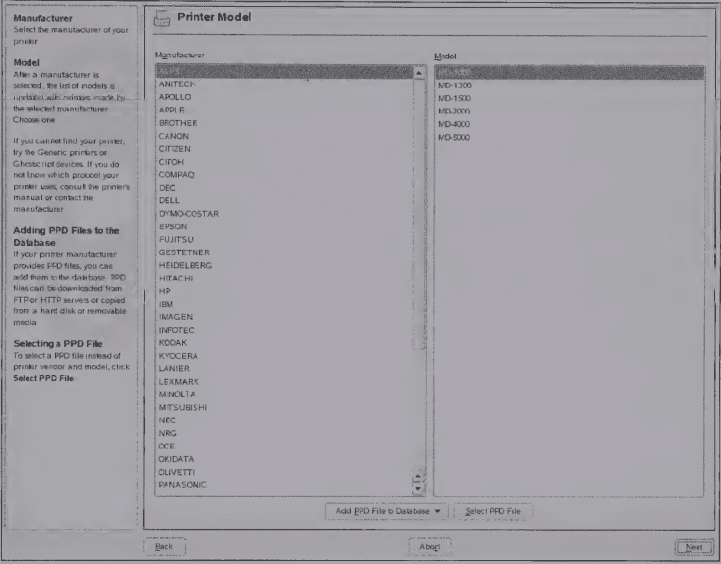 Manufacturer
Select the manufacturer of your
printer
Model
After a manufacturer is
selected, the list of models is
updated with printers made by
the selected manufacturer
Choose one
If you cannot find your printer,
try the Generic printers or
Ghostscript devices. If you do
not know which protocol your
printer uses, consult the printer's
manual or contact the
manufacturer
Adding PPD Files to the
Database
If your printer manufacturer
provides PPD files, you can
add them to the database. PPD
files can be downloaded from
FTP or HTTP servers or copied
from a hard disk or removable
media
Selecting a PPD File
To select a PPD file instead of
printer vendor and model, click
Select PPD File
Printer Model
Manufacturer
ALPS
ANITECH
APOLLO
APPLE
BROTHER
CANON
CITIZEN
CITOH
COMPAQ
DEC
DELL
DYMO-COSTAR
EPSON
FUJITSU
GESTETNER
HEIDELBERG
HITACHI
HP
IBM
IMAGEN
INFOTEC
KODAK
KYOCERA
LANIER
LEXMARK
MINOLTA
MITSUBISHI
NEC
NRG
OCE
OKIDATA
OLIVETTI
PANASONIC
Model
MD-1000
MD-1300
MD-1500
MD-2000
MD-4000
MD-5000
Add PPD File to Database
Select PPD File
Back
Abort
Next